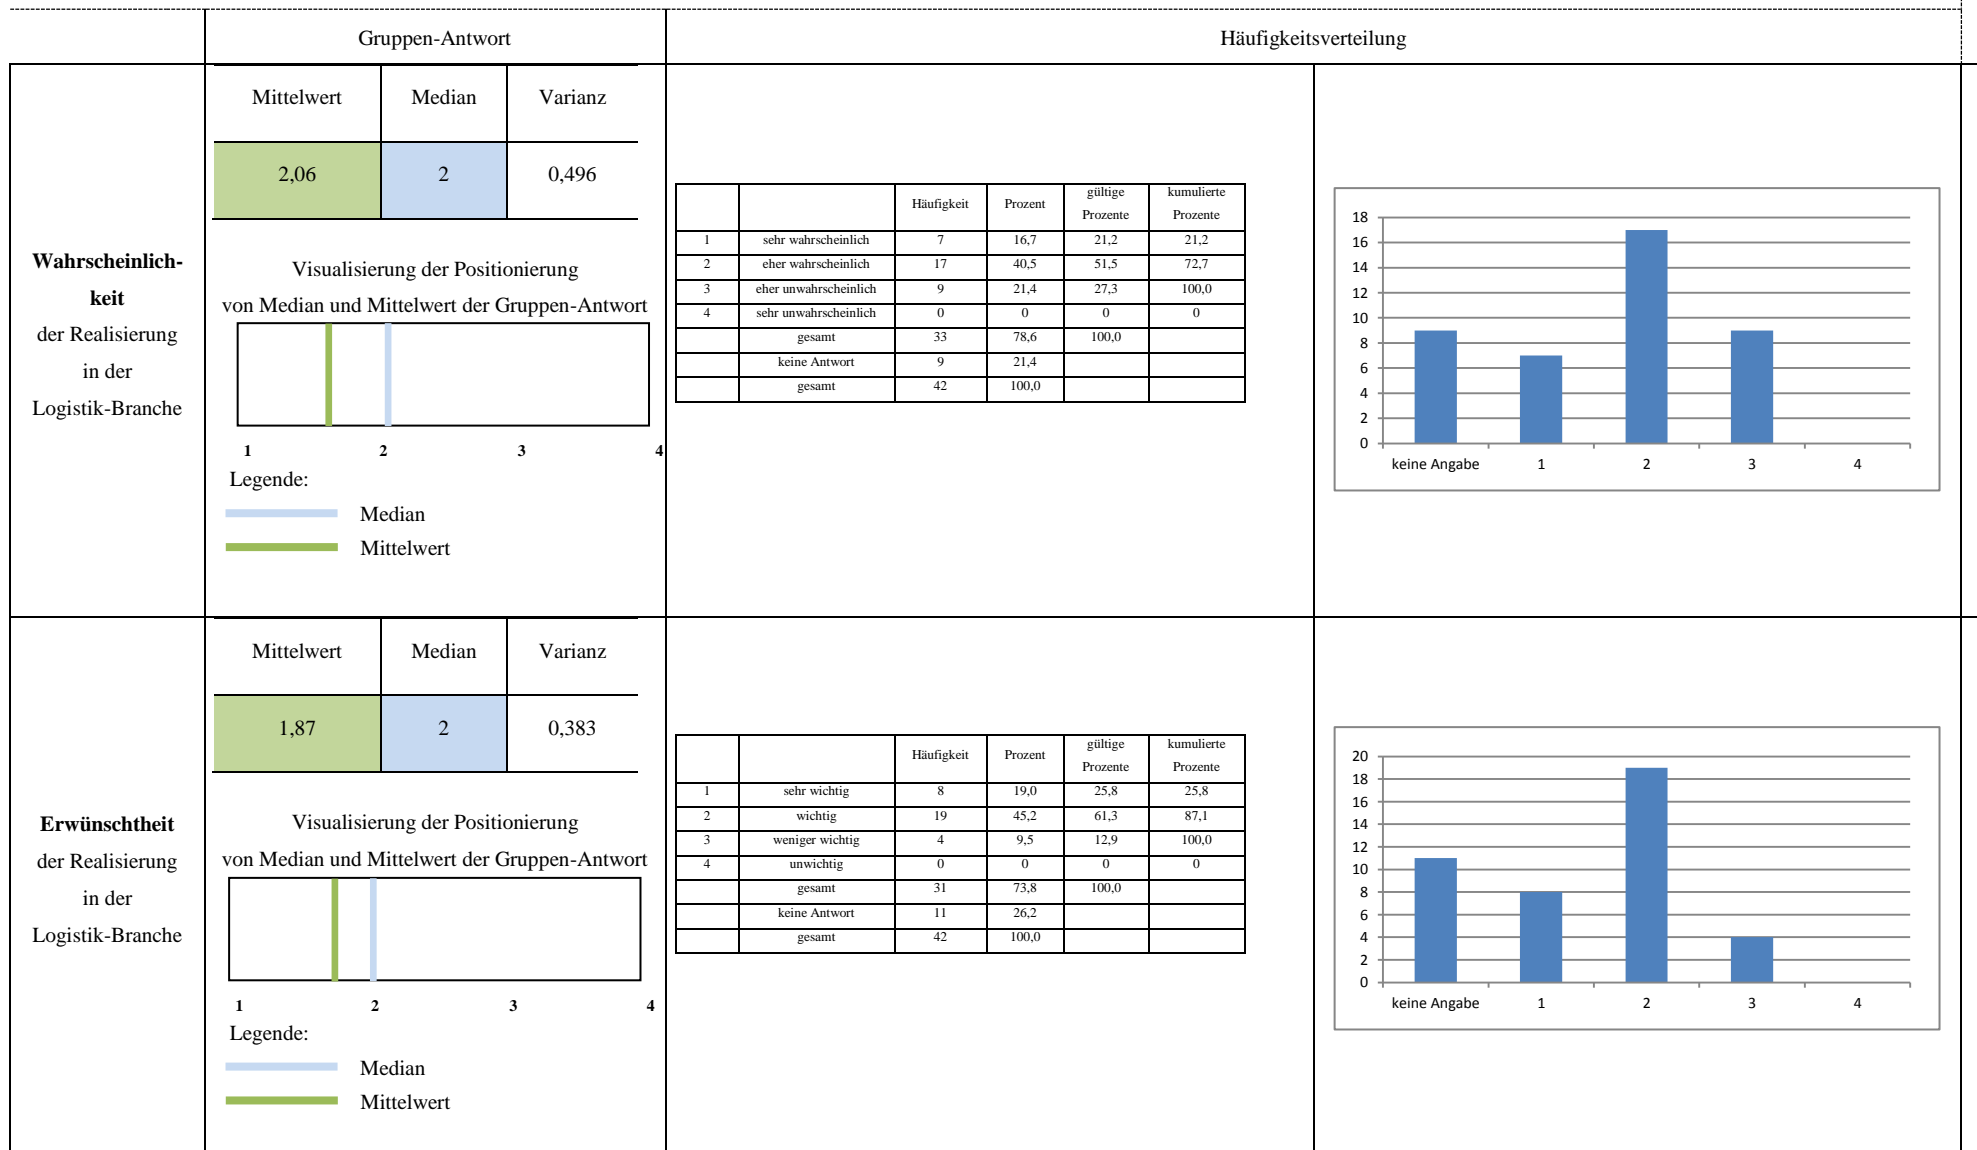 Gruppen-Antwort
Häufigkeitsverteilung
Wahrscheinlich-
keit
der Realisierung
in der
Logistik-Branche
Mittelwert Median Varianz
2,06 2 0,496
Visualisierung der Positionierung
von Median und Mittelwert der Gruppen-Antwort
1 2 3 4
Legende:
Median
Mittelwert
Häufigkeit Prozent gültige Prozente kumulierte Prozente
1 sehr wahrscheinlich 7 16,7 21,2 21,2
2 eher wahrscheinlich 17 40,5 51,5 72,7
3 eher unwahrscheinlich 9 21,4 27,3 100,0
4 sehr unwahrscheinlich 0 0 0 0
gesamt 33 78,6 100,0
keine Antwort 9 21,4
gesamt 42 100,0
18
16
14
12
10
8
6
4
2
0
keine Angabe 1 2 3 4
Erwünschtheit
der Realisierung
in der
Logistik-Branche
Mittelwert Median Varianz
1,87 2 0,383
Visualisierung der Positionierung
von Median und Mittelwert der Gruppen-Antwort
1 2 3 4
Legende:
Median
Mittelwert
Häufigkeit Prozent gültige Prozente kumulierte Prozente
1 sehr wichtig 8 19,0 25,8 25,8
2 wichtig 19 45,2 61,3 87,1
3 weniger wichtig 4 9,5 12,9 100,0
4 unwichtig 0 0 0 0
gesamt 31 73,8 100,0
keine Antwort 11 26,2
gesamt 42 100,0
20
18
16
14
12
10
8
6
4
2
0
keine Angabe 1 2 3 4